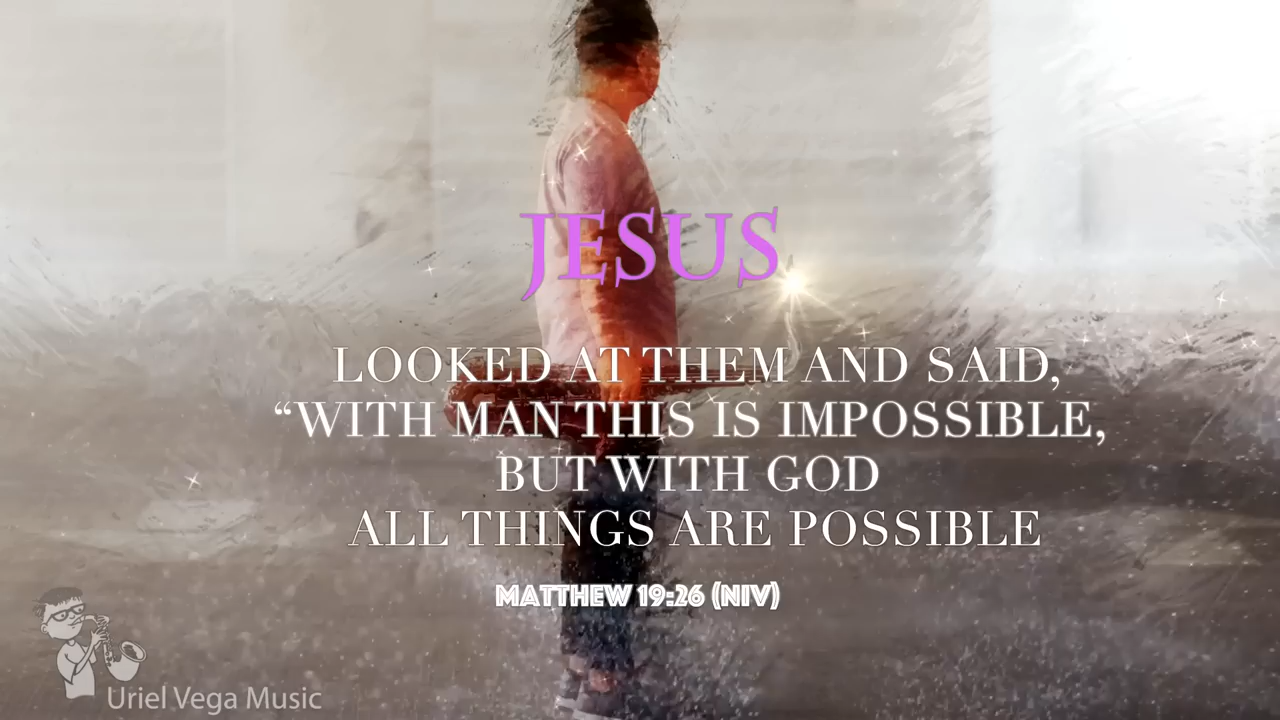 JESUS
LOOKED AT THEM AND SAID,
“WITH MAN THIS IS IMPOSSIBLE,
BUT WITH GOD
ALL THINGS ARE POSSIBLE
MATTHEW 19:26 (NIV)
Uriel Vega Music